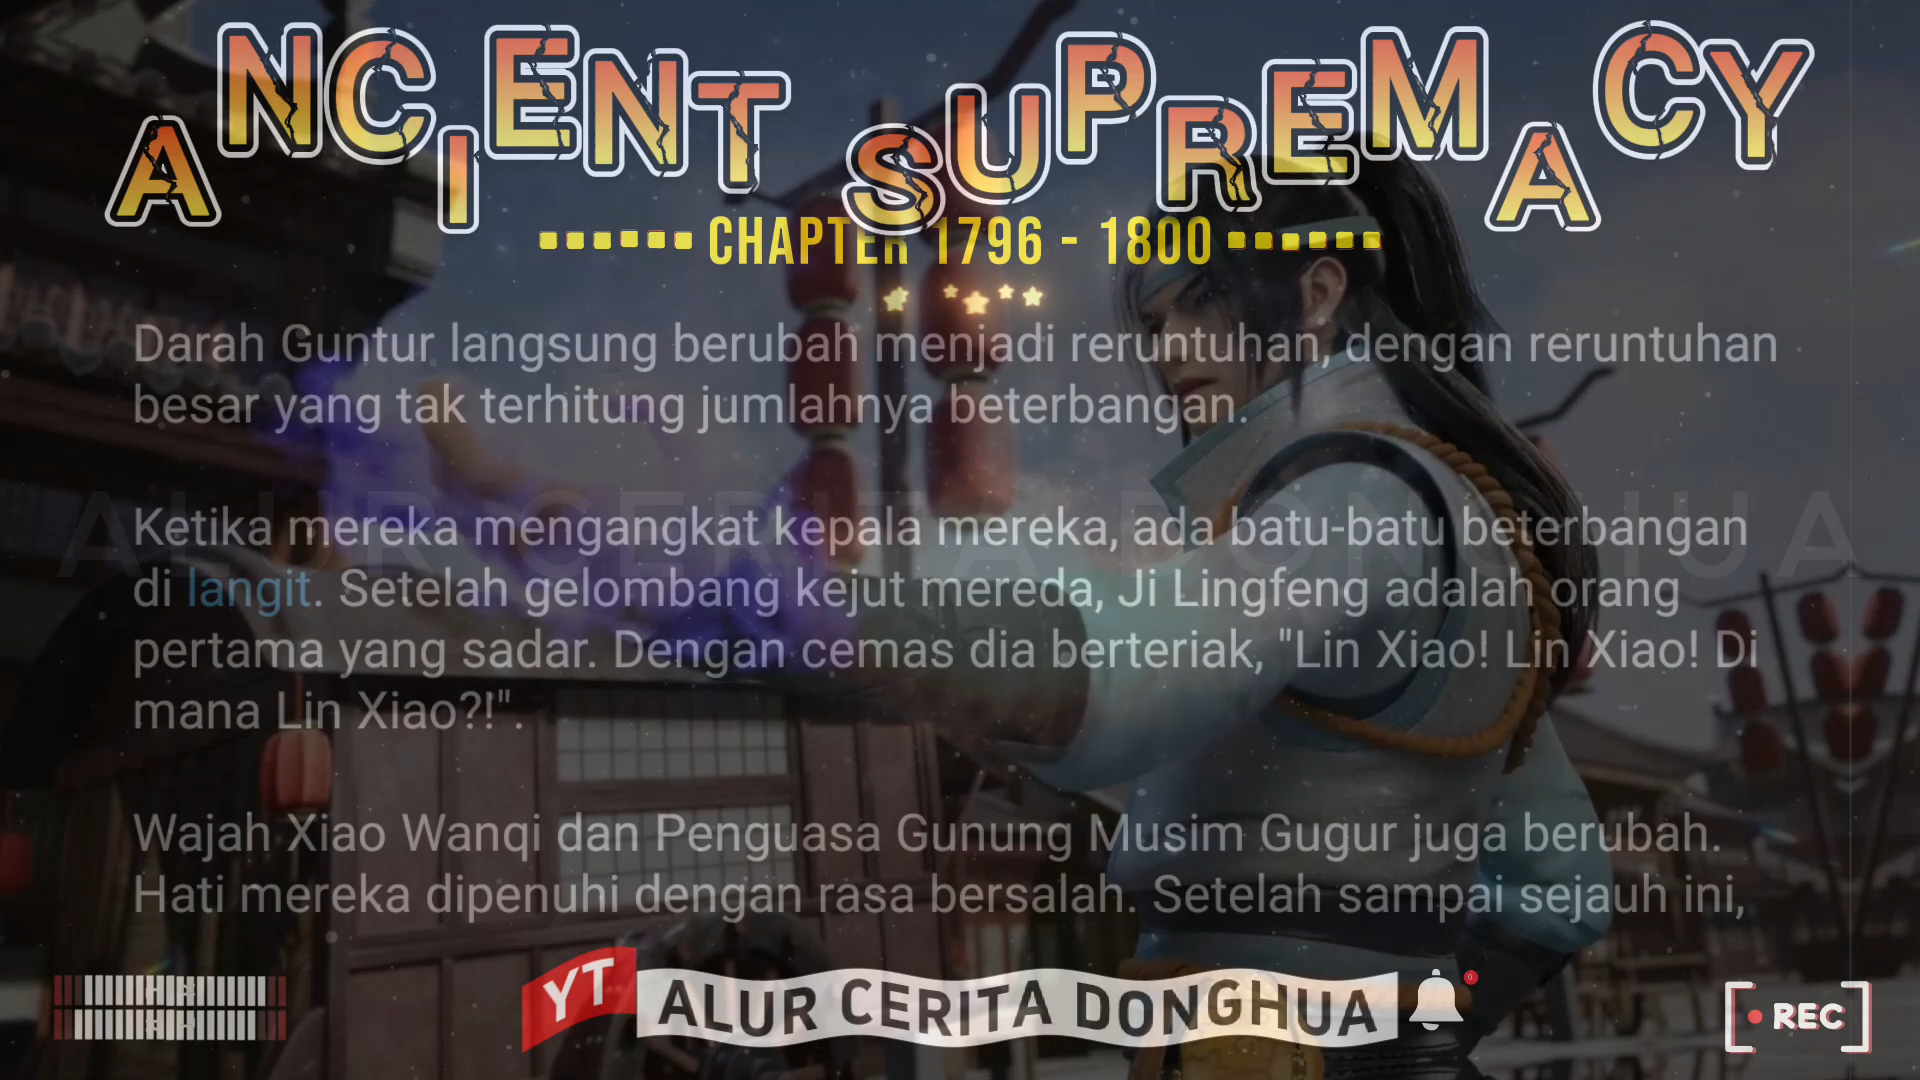 ANCIENT SUPREMACY
CHAPTER 1796 - 1800
Darah Guntur langsung berubah menjadi reruntuhan, dengan reruntuhan
besar yang tak terhitung jumlahnya beterbangan.
Ketika mereka mengangkat kepala mereka, ada batu-batu beterbangan
di langit. Setelah gelombang kejut mereda, Ji Lingfeng adalah orang
pertama yang sadar. Dengan cemas dia berteriak, "Lin Xiao! Lin Xiao! Di
mana Lin Xiao?!".
Wajah Xiao Wanqi dan Penguasa Gunung Musim Gugur juga berubah.
Hati mereka dipenuhi dengan rasa bersalah. Setelah sampai sejauh ini,
ALUR CERITA DONGHUA
YT ALUR CERITA DONGHUA
REC